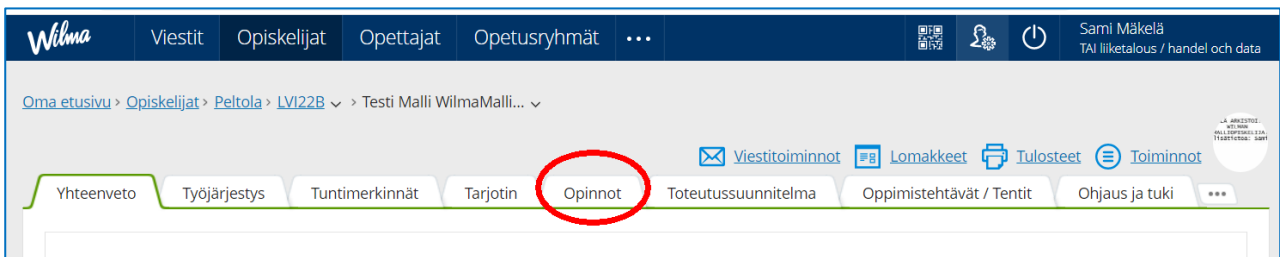 Wilma Viestit Opiskelijat Opettajat Opetusryhmät ••• Sami Mäkelä
TAI liiketalous / handel och data
Oma etusivu › Opiskelijat › Peltola › LVI22B › Testi Malli WilmaMalli...
Viestitoiminnot Lomakkeet Tulosteet Toiminnot
Yhteenveto Työjärjestys Tuntimerkinnät Tarjotin Opinnot Toteutussuunnitelma Oppimistehtävät / Tentit Ohjaus ja tuki •••